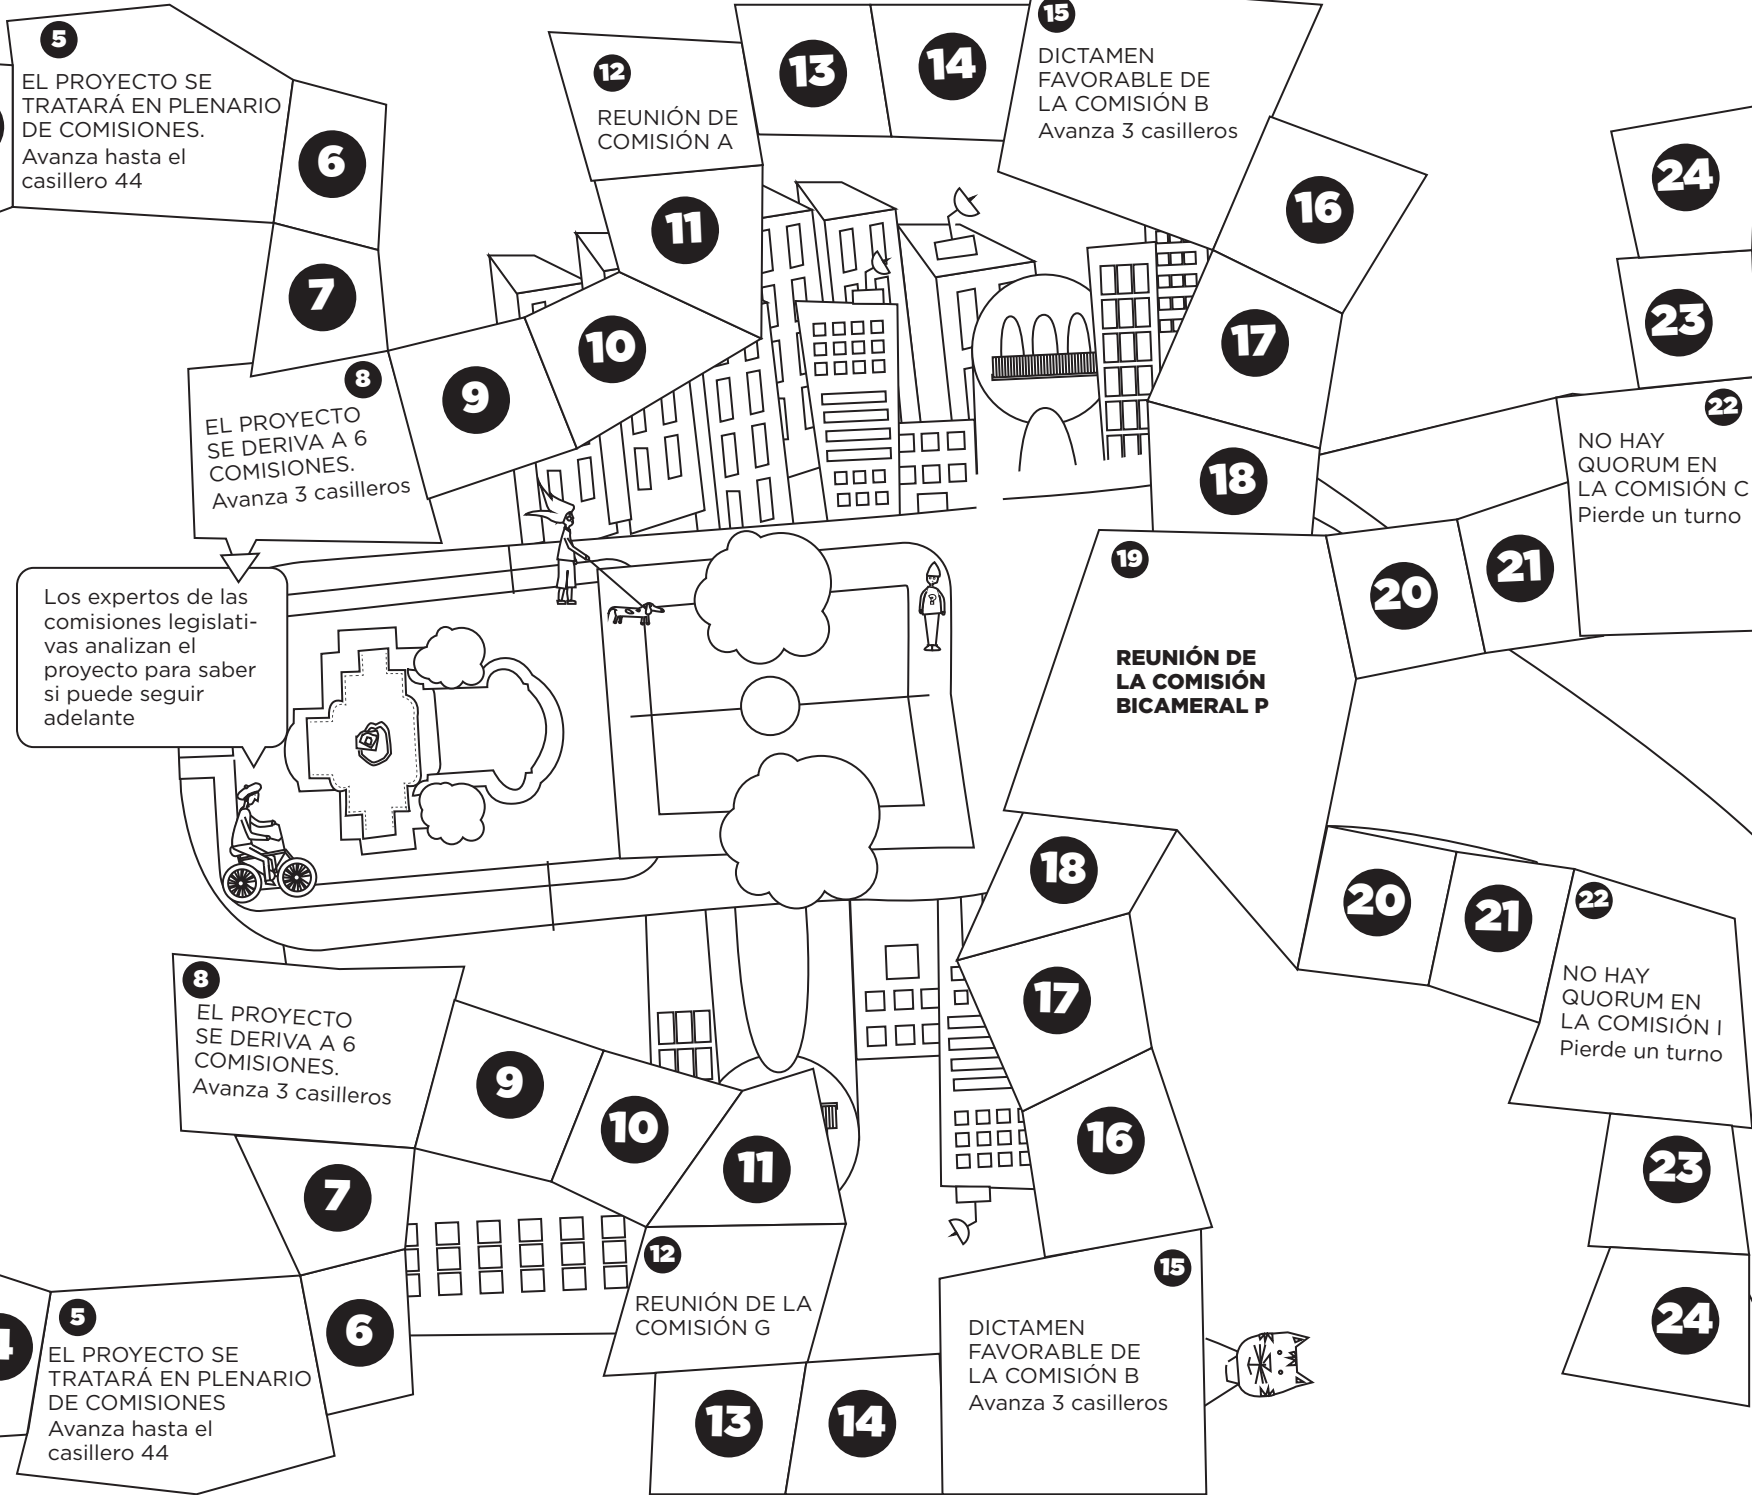 5
EL PROYECTO SE
TRATARÁ EN PLENARIO
DE COMISIONES.
Avanza hasta el
casillero 44
6
7
8
EL PROYECTO
SE DERIVA A 6
COMISIONES.
Avanza 3 casilleros
Los expertos de las
comisiones legislati-
vas analizan el
proyecto para saber
si puede seguir
adelante
9
10
11
12
REUNIÓN DE
COMISIÓN A
13
14
15
DICTAMEN
FAVORABLE DE
LA COMISIÓN B
Avanza 3 casilleros
16
17
18
19
REUNIÓN DE
LA COMISIÓN
BICAMERAL P
20
21
22
NO HAY
QUORUM EN
LA COMISIÓN C
Pierde un turno
23
24
?
5
EL PROYECTO SE
TRATARÁ EN PLENARIO
DE COMISIONES
Avanza hasta el
casillero 44
6
7
8
EL PROYECTO
SE DERIVA A 6
COMISIONES.
Avanza 3 casilleros
9
10
11
12
REUNIÓN DE LA
COMISIÓN G
13
14
15
DICTAMEN
FAVORABLE DE
LA COMISIÓN B
Avanza 3 casilleros
16
17
18
20
21
22
NO HAY
QUORUM EN
LA COMISIÓN I
Pierde un turno
23
24